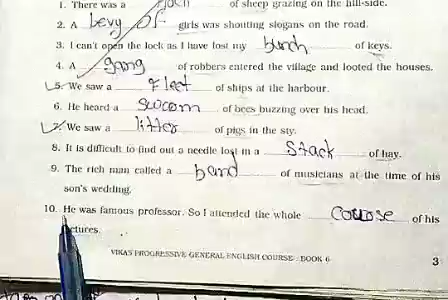 1. There was a flock of sheep grazing on the hill-side.
2. A bevy of girls was shouting slogans on the road.
3. I can't open the lock as I have lost my bunch of keys.
4. A gang of robbers entered the village and looted the houses.
5. We saw a fleet of ships at the harbour.
6. He heard a swoom of bees buzzing over his head.
7. We saw a litter of pigs in the sty.
8. It is difficult to find out a needle lost in a Stack of hay.
9. The rich man called a band of musicians at the time of his
son's wedding.
10. He was famous professor. So I attended the whole course of his
lectures.
VIKAS PROGRESSIVE GENERAL ENGLISH COURSE : BOOK 6
3